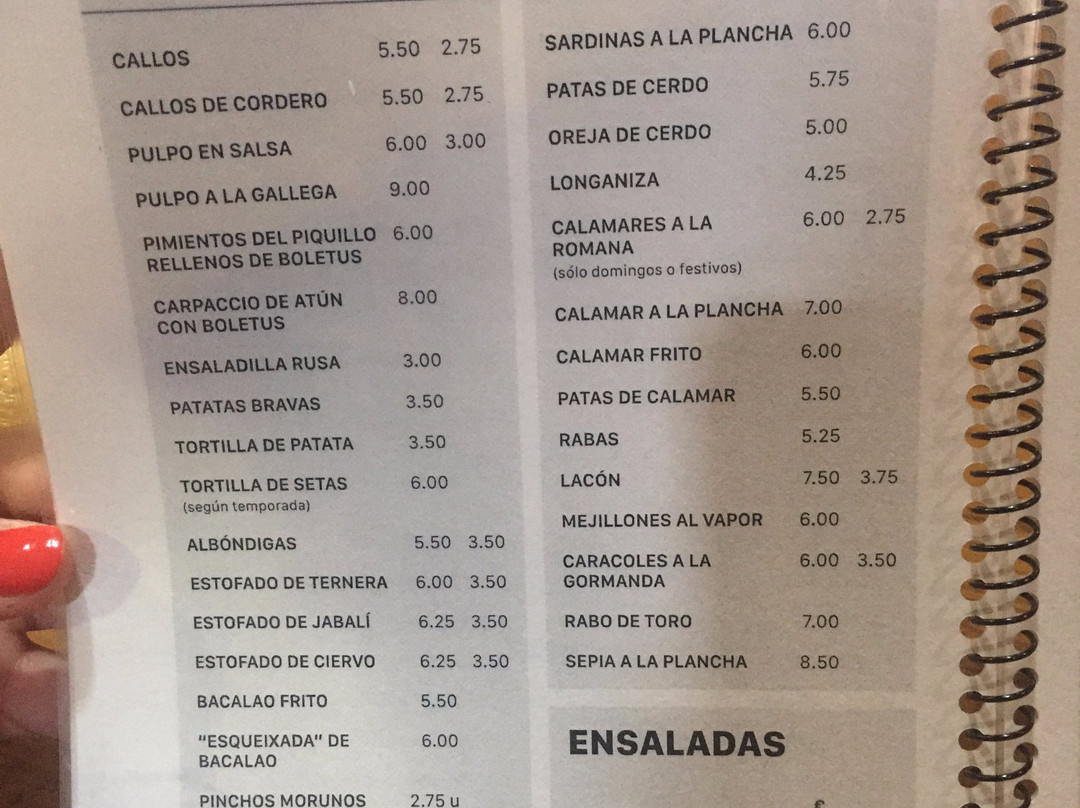 CALLOS 5.50 2.75
CALLOS DE CORDERO 5.50 2.75
PULPO EN SALSA 6.00 3.00
PULPO A LA GALLEGA 9.00
PIMIENTOS DEL PIQUILLO 6.00
RELLENOS DE BOLETUS
CARPACCIO DE ATÚN 8.00
CON BOLETUS
ENSALADILLA RUSA 3.00
PATATAS BRAVAS 3.50
TORTILLA DE PATATA 3.50
TORTILLA DE SETAS 6.00
(según temporada)
ALBÓNDIGAS 5.50 3.50
ESTOFADO DE TERNERA 6.00 3.50
ESTOFADO DE JABALÍ 6.25 3.50
ESTOFADO DE CIERVO 6.25 3.50
BACALAO FRITO 5.50
“ESQUEIXADA” DE 6.00
BACALAO
PINCHOS MORUNOS 2.75 u
SARDINAS A LA PLANCHA 6.00
PATAS DE CERDO 5.75
OREJA DE CERDO 5.00
LONGANIZA 4.25
CALAMARES A LA 6.00 2.75
ROMANA
(sólo domingos o festivos)
CALAMAR A LA PLANCHA 7.00
CALAMAR FRITO 6.00
PATAS DE CALAMAR 5.50
RABAS 5.25
LACÓN 7.50 3.75
MEJILLONES AL VAPOR 6.00
CARACOLES A LA 6.00 3.50
GORMANDA
RABO DE TORO 7.00
SEPIA A LA PLANCHA 8.50
ENSALADAS
€